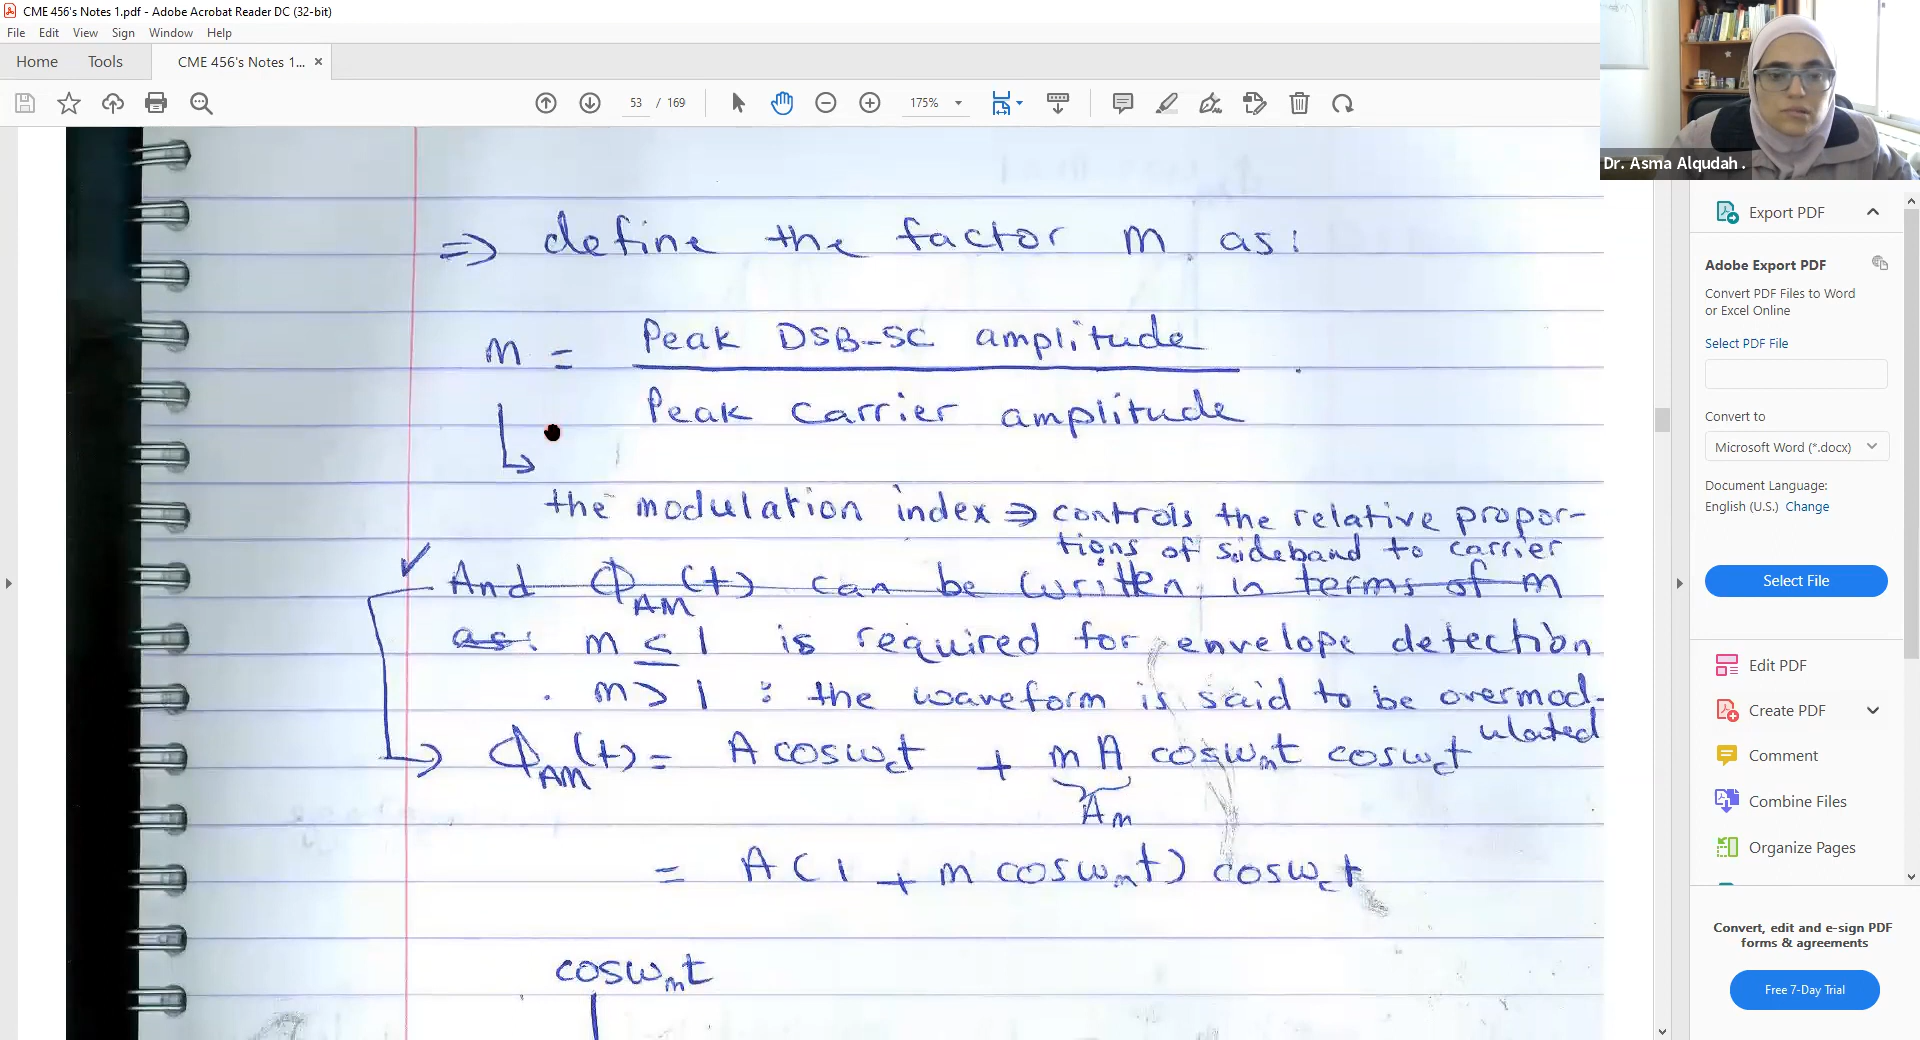 CME 456's Notes 1.pdf - Adobe Acrobat Reader DC (32-bit)
File Edit View Sign Window Help
Home Tools CME 456's Notes 1... ×
53 / 169 175%
Dr. Asma Alqudah .
⇒ define the factor m as:
m = Peak DSB-SC amplitude
Peak Carrier amplitude
the modulation index ⇒ controls the relative propor-
tions of sideband to carrier
And Φ_AM(t) can be written in terms of m
as: m ≤ 1 is required for envelope detection
. m > 1 : the waveform is said to be overmod-
ulated
Φ_AM(t) = A cosω_ct + mA cosω_mt cosω_ct
A_m
= A(1 + m cosω_mt) cosω_ct
cosω_mt
Export PDF
Adobe Export PDF
Convert PDF Files to Word
or Excel Online
Select PDF File
Convert to
Microsoft Word (*.docx)
Document Language:
English (U.S.) Change
Select File
Edit PDF
Create PDF
Comment
Combine Files
Organize Pages
Convert, edit and e-sign PDF
forms & agreements
Free 7-Day Trial